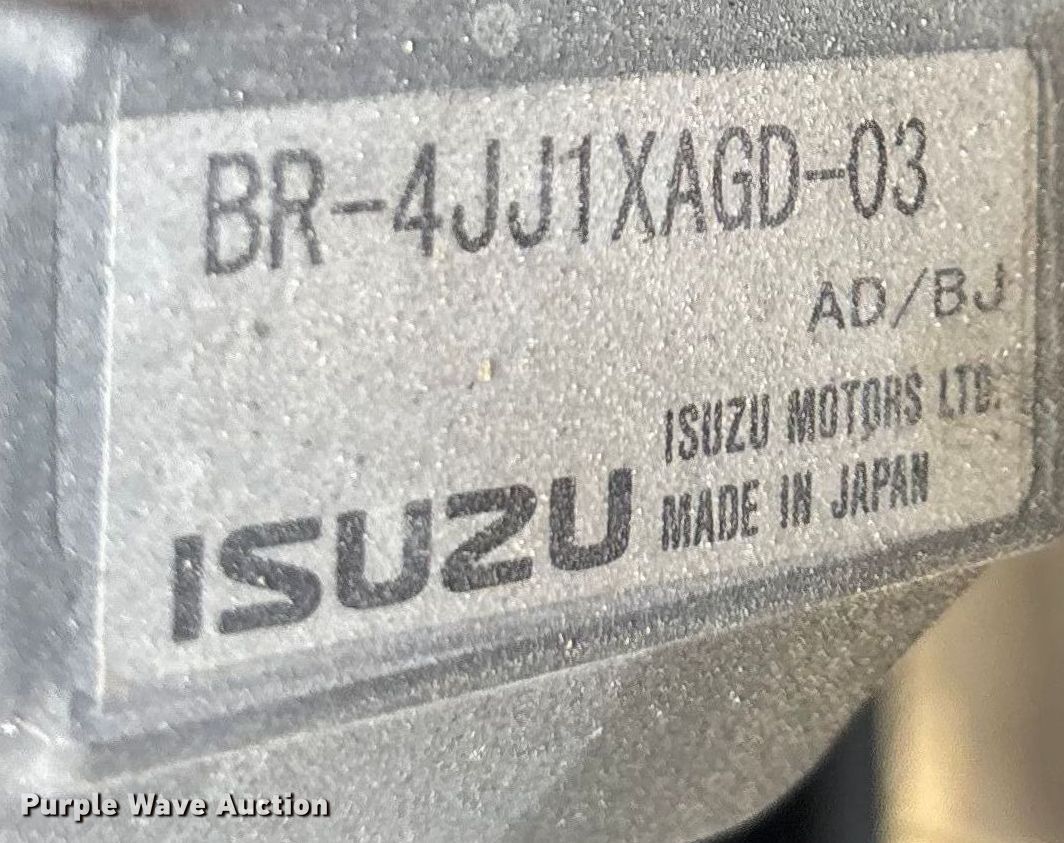 BR-4JJ1XAGD-03
AD/BJ
ISUZU MOTORS LTD.
ISUZU MADE IN JAPAN
Purple Wave Auction